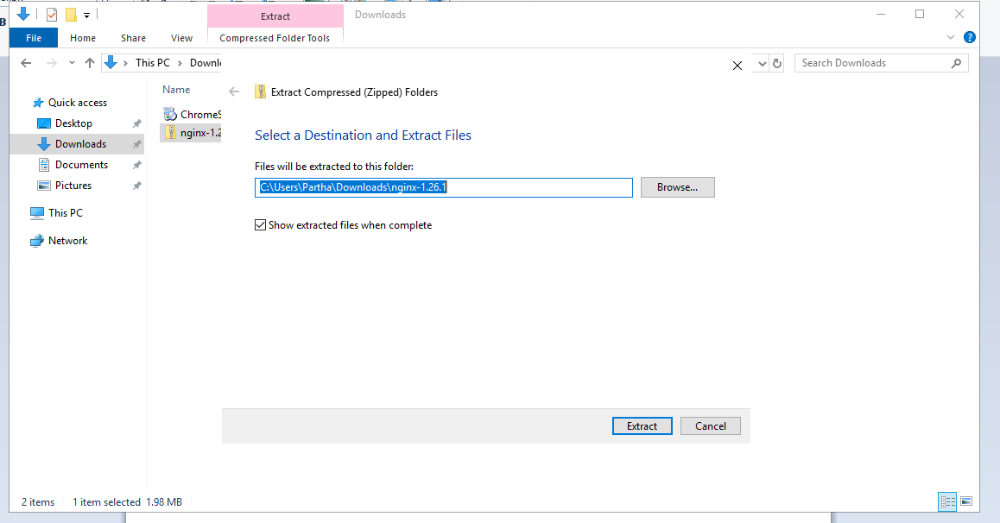 Extract
Downloads
File
Home
Share
View
Compressed Folder Tools
This PC
Downl
Search Downloads
Quick access
Desktop
Downloads
Documents
Pictures
This PC
Network
Name
ChromeS
nginx-1.2
Extract Compressed (Zipped) Folders
Select a Destination and Extract Files
Files will be extracted to this folder:
C:\Users\Partha\Downloads\nginx-1.26.1
Browse...
Show extracted files when complete
Extract
Cancel
2 items
1 item selected 1.98 MB